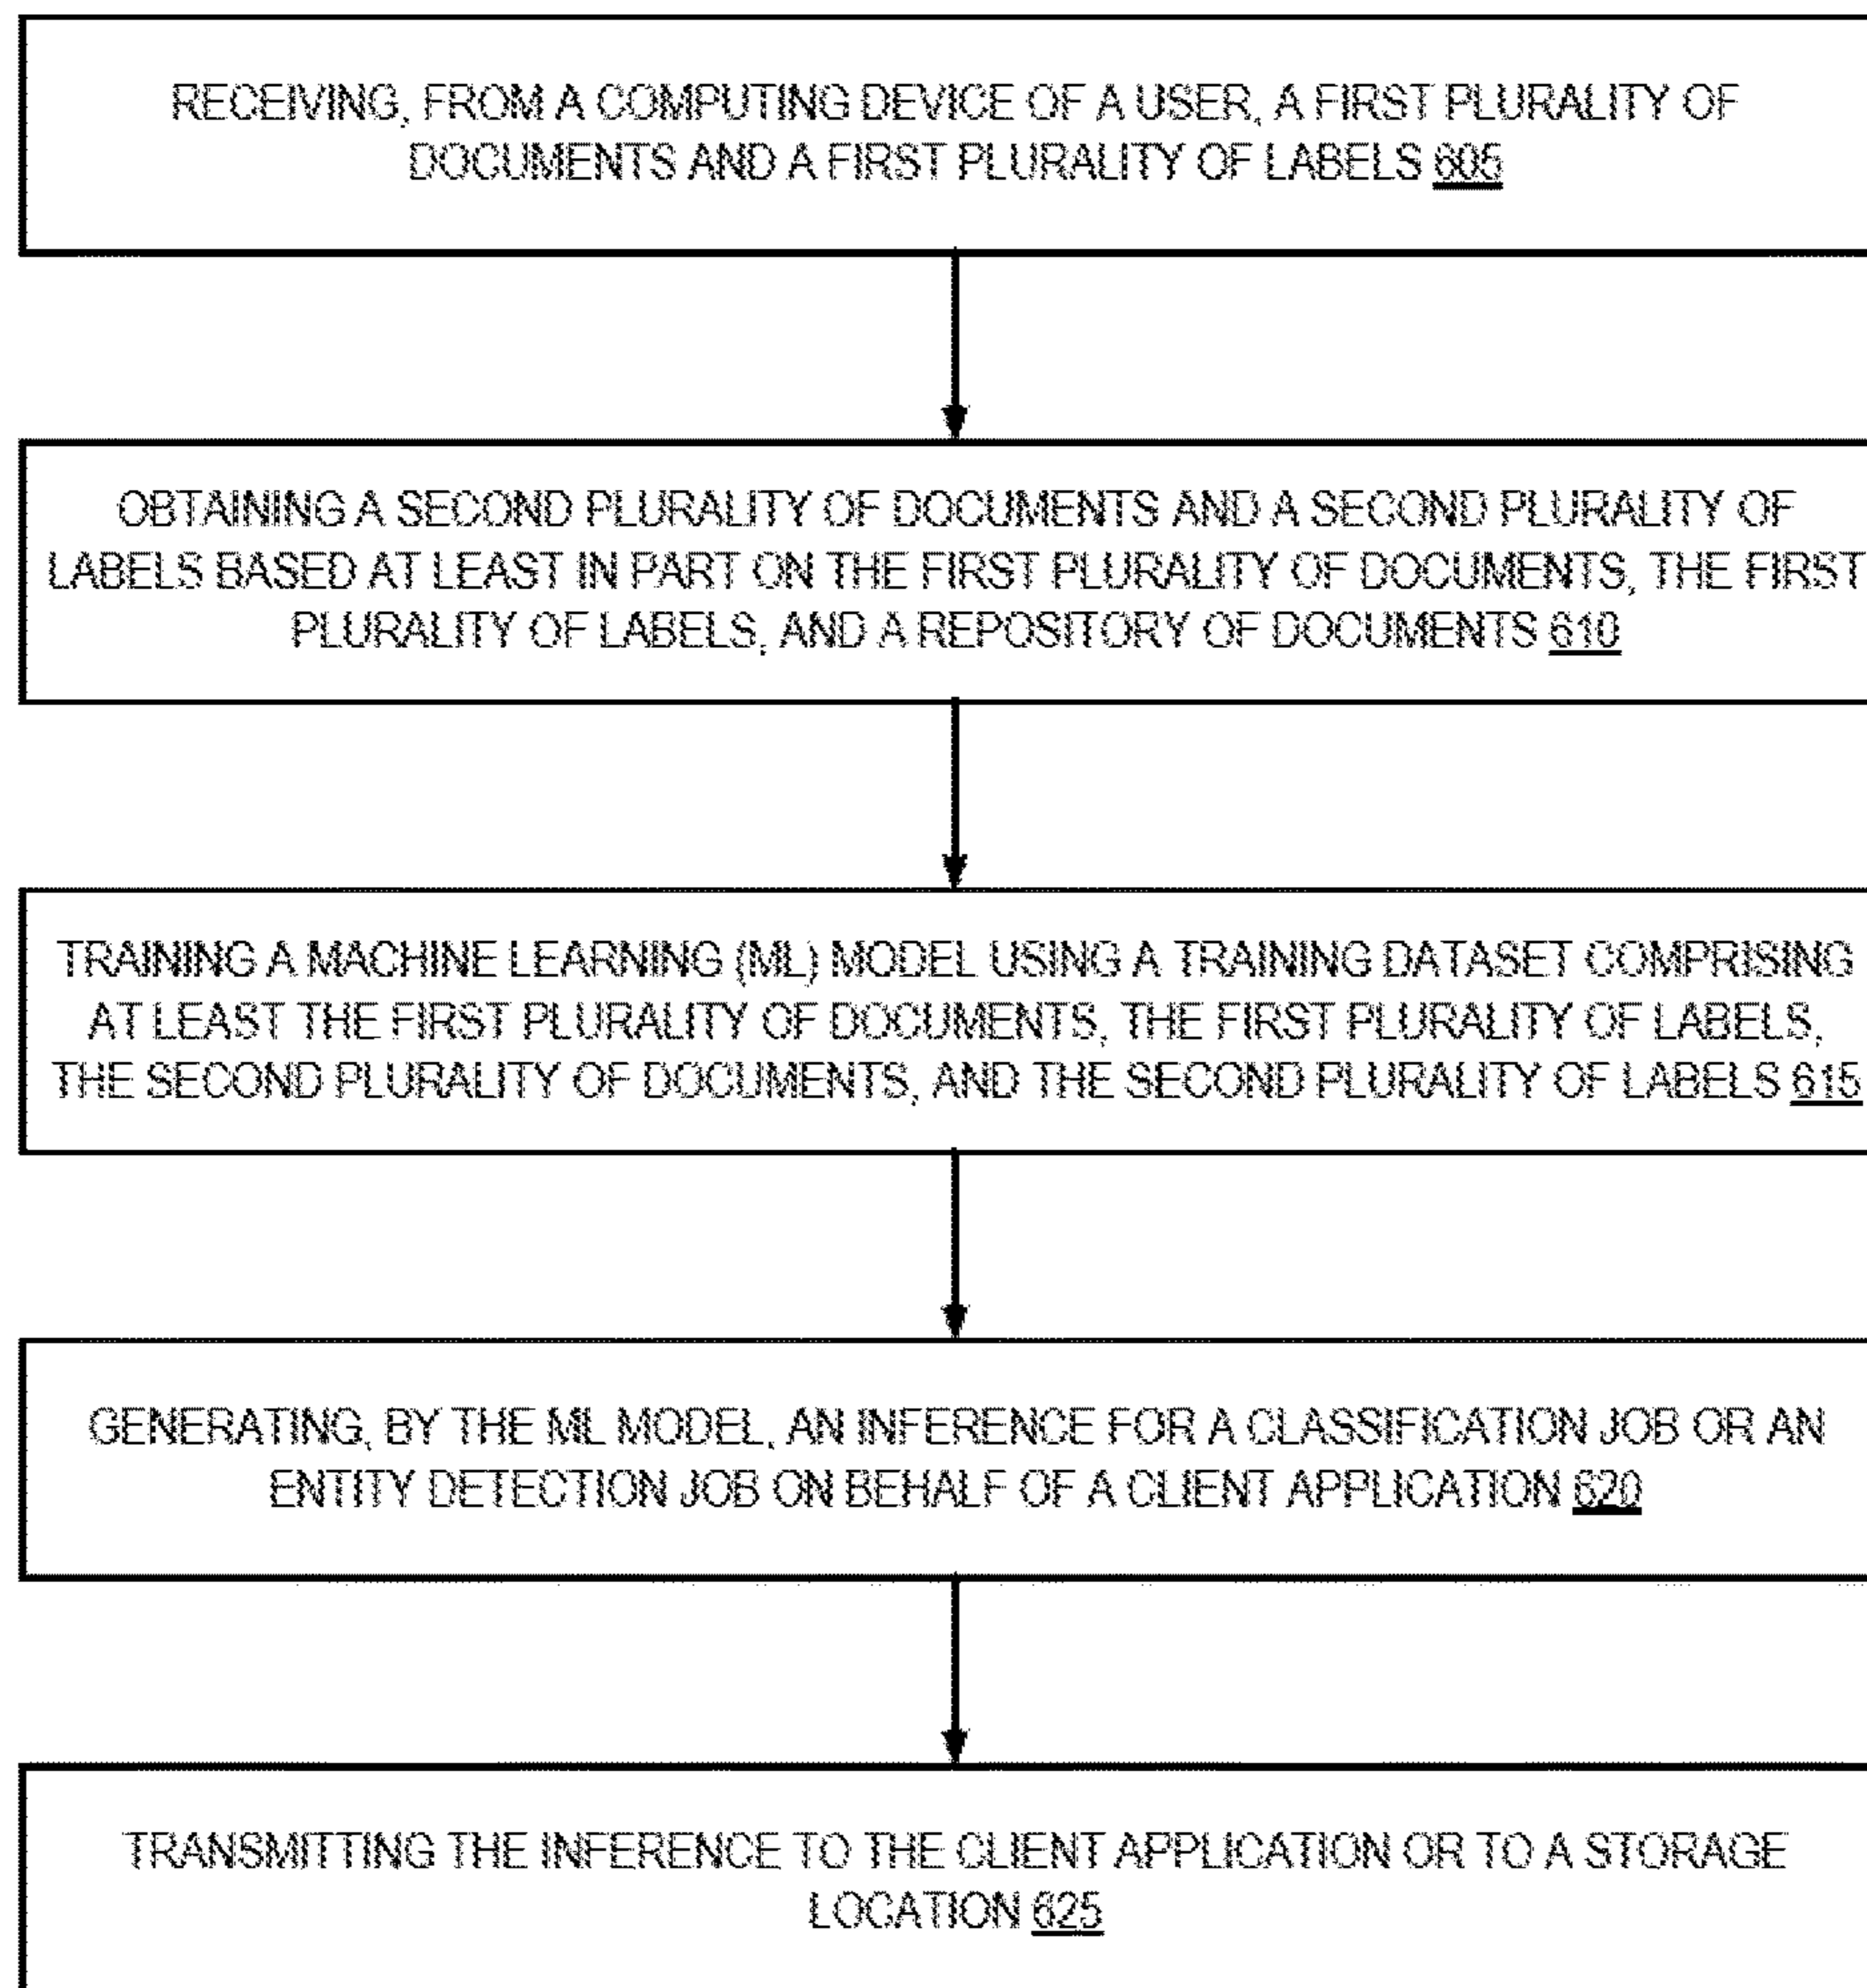 RECEIVING, FROM A COMPUTING DEVICE OF A USER, A FIRST PLURALITY OF
DOCUMENTS AND A FIRST PLURALITY OF LABELS 605
OBTAINING A SECOND PLURALITY OF DOCUMENTS AND A SECOND PLURALITY OF
LABELS BASED AT LEAST IN PART ON THE FIRST PLURALITY OF DOCUMENTS, THE FIRST
PLURALITY OF LABELS, AND A REPOSITORY OF DOCUMENTS 610
TRAINING A MACHINE LEARNING (ML) MODEL USING A TRAINING DATASET COMPRISING
AT LEAST THE FIRST PLURALITY OF DOCUMENTS, THE FIRST PLURALITY OF LABELS,
THE SECOND PLURALITY OF DOCUMENTS, AND THE SECOND PLURALITY OF LABELS 615
GENERATING, BY THE ML MODEL, AN INFERENCE FOR A CLASSIFICATION JOB OR AN
ENTITY DETECTION JOB ON BEHALF OF A CLIENT APPLICATION 620
TRANSMITTING THE INFERENCE TO THE CLIENT APPLICATION OR TO A STORAGE
LOCATION 625